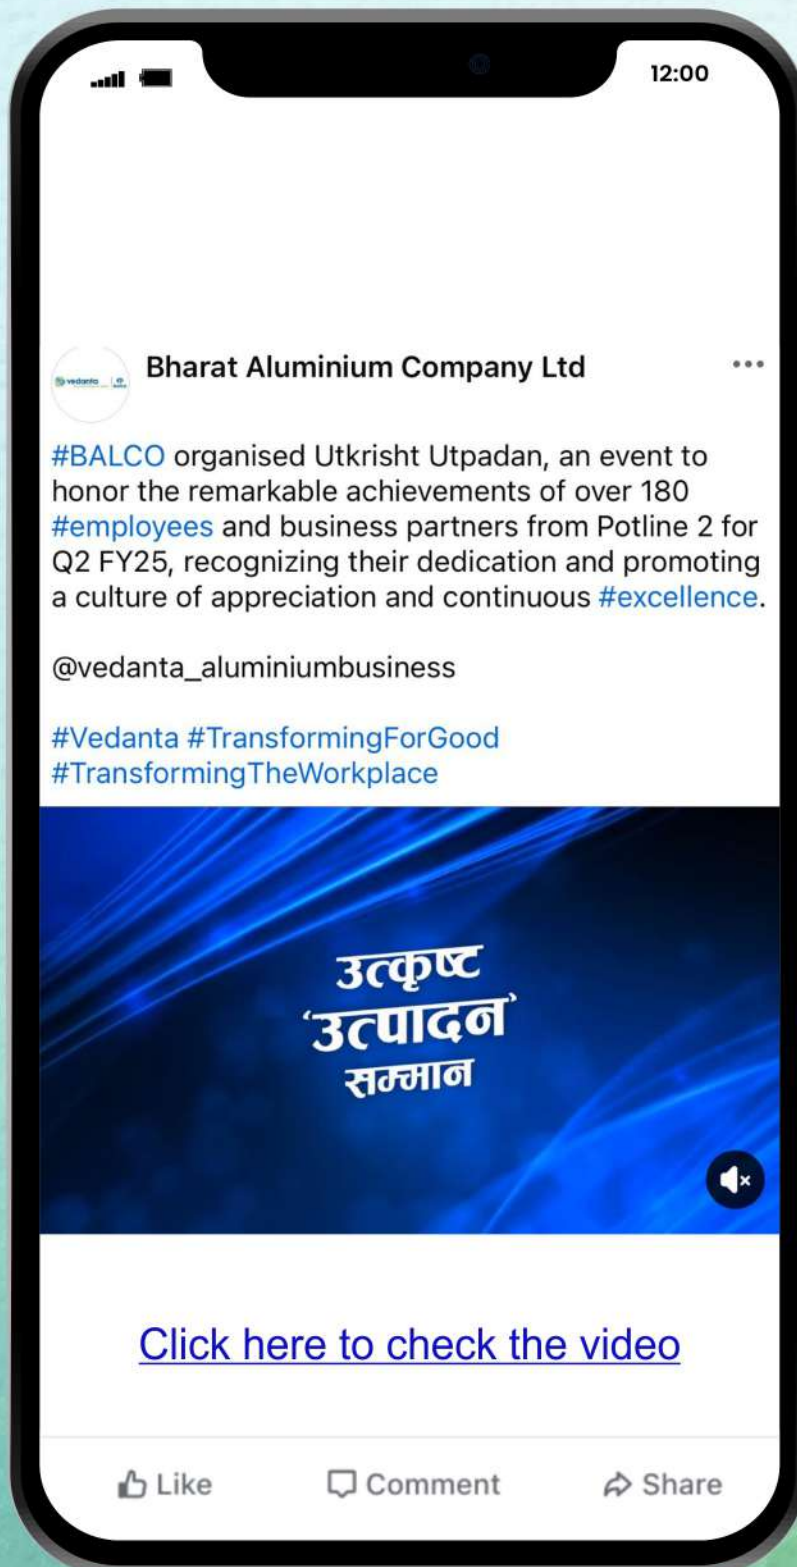 12:00
vedanta
Bharat Aluminium Company Ltd
#BALCO organised Utkrisht Utpadan, an event to
honor the remarkable achievements of over 180
#employees and business partners from Potline 2 for
Q2 FY25, recognizing their dedication and promoting
a culture of appreciation and continuous #excellence.
@vedanta_aluminiumbusiness
#Vedanta #TransformingForGood
#TransformingTheWorkplace
उत्कृष्ट
‘उत्पादन’
सम्मान
Click here to check the video
Like Comment Share